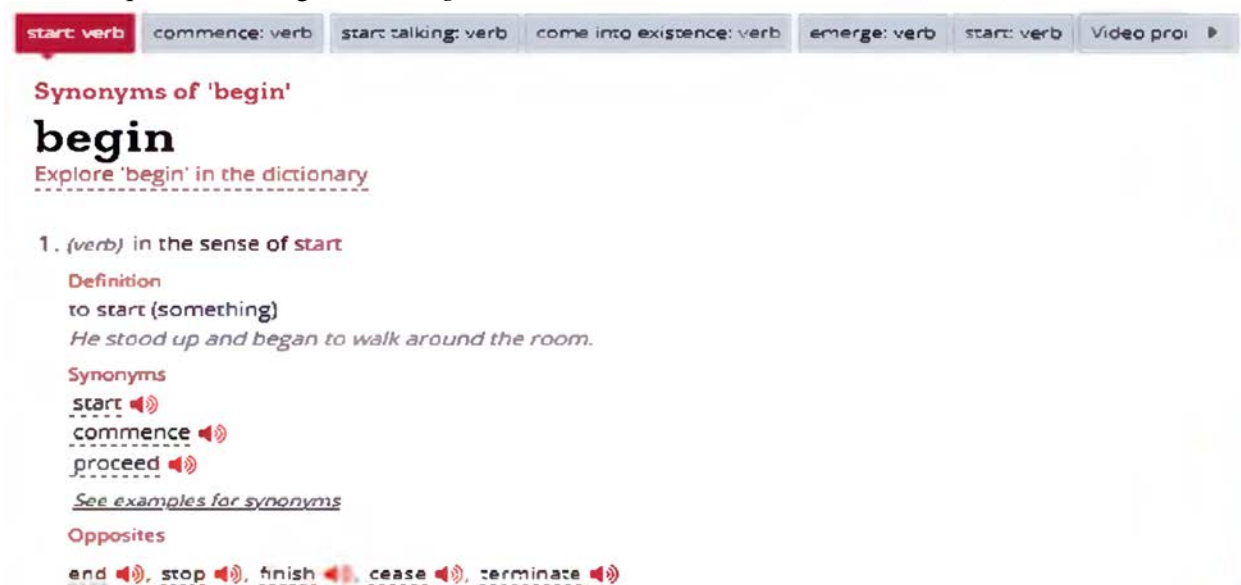 start: verb commence: verb start talking: verb come into existence: verb emerge: verb start: verb Video pro
Synonyms of 'begin'
begin
Explore 'begin' in the dictionary
1. (verb) in the sense of start
Definition
to start (something)
He stood up and began to walk around the room.
Synonyms
start
commence
proceed
See examples for synonyms
Opposites
end, stop, finish, cease, terminate